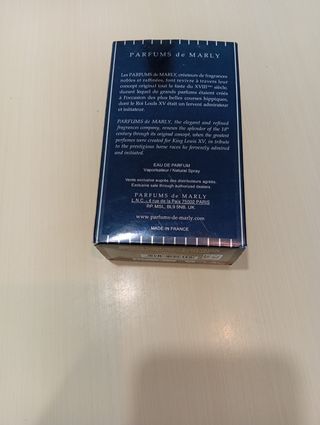 PARFUMS de MARLY
Les PARFUMS de MARLY, créateurs de fragrances
nobles et raffinées, font revivre à travers leur
concept original tout le faste du XVIIIème siècle,
durant lequel de grands parfums étaient créés
à l'occasion des plus belles courses hippiques,
dont le Roi Louis XV était un fervent admirateur
et initiateur.
PARFUMS de MARLY, the elegant and refined
fragrances company, renews the splendor of the 18th
century through its original concept, when the greatest
perfumes were created for King Louis XV, in tribute
to the prestigious horse races he fervently admired
and initiated.
EAU DE PARFUM
Vaporisateur / Natural Spray
Vente exclusive auprès des distributeurs agréés.
Exclusive sale through authorized dealers.
PARFUMS de MARLY
L.N.C. - 4 rue de la Paix 75002 PARIS
RP. MSL, BL9 5NB. UK.
www.parfums-de-marly.com
MADE IN FRANCE